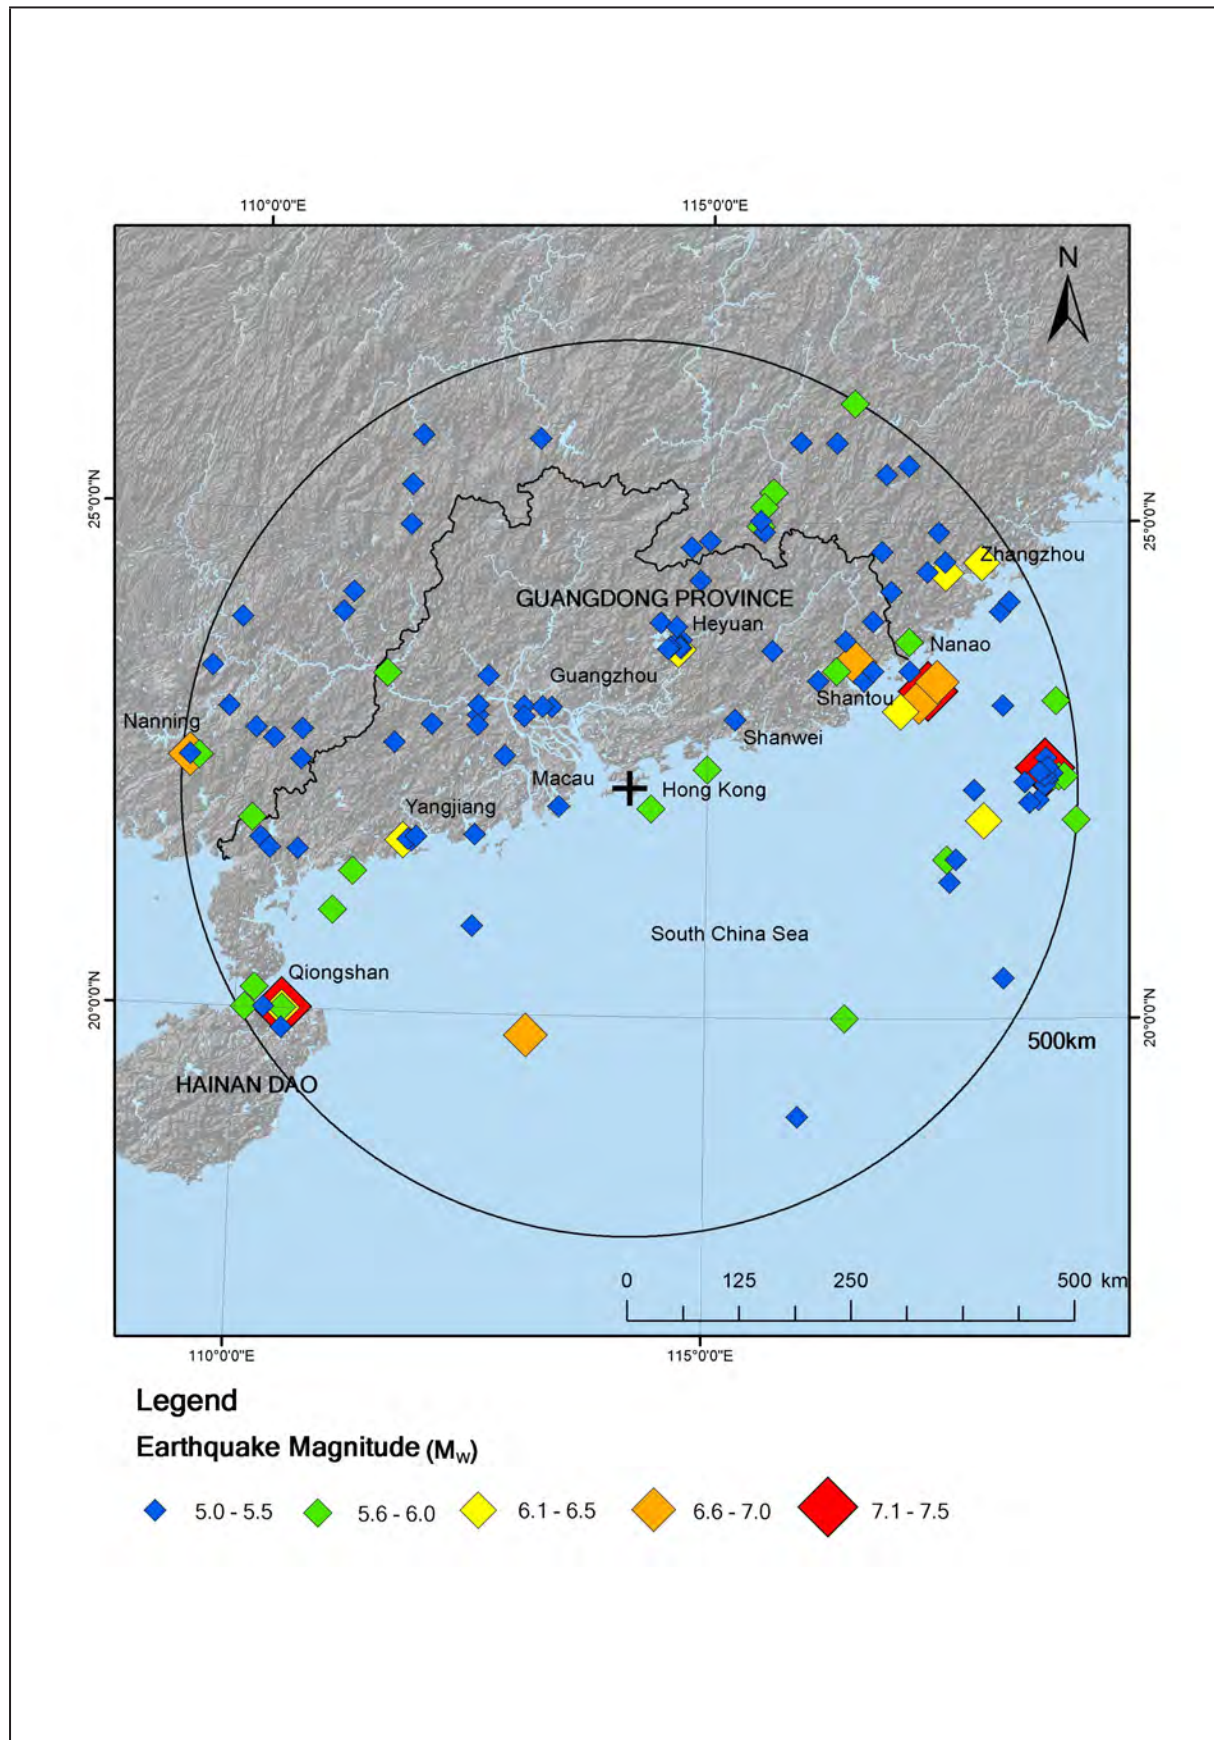 110°0'0"E 115°0'0"E
N
25°0'0"N 25°0'0"N
Zhangzhou
GUANGDONG PROVINCE
Heyuan
Nanao
Guangzhou
Shantou
Nanning
Shanwei
Macau
Hong Kong
Yangjiang
South China Sea
Qiongshan
20°0'0"N 20°0'0"N
500km
HAINAN DAO
0 125 250 500 km
110°0'0"E 115°0'0"E
Legend
Earthquake Magnitude (Mw)
5.0 - 5.5 5.6 - 6.0 6.1 - 6.5 6.6 - 7.0 7.1 - 7.5